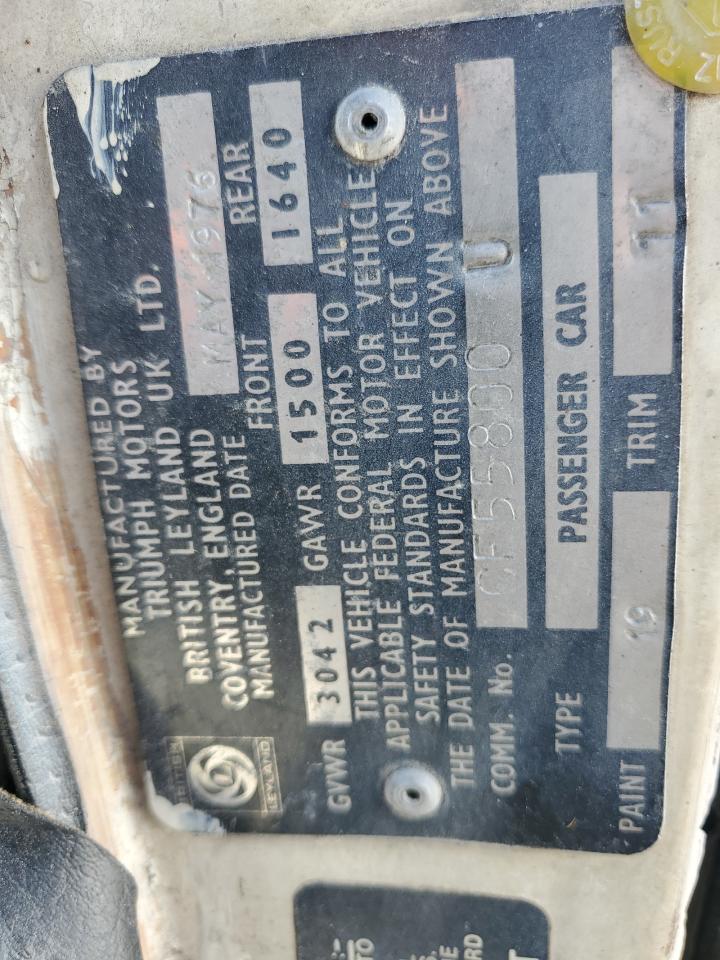 MANUFACTURED BY
TRIUMPH MOTORS
BRITISH LEYLAND UK LTD.
COVENTRY, ENGLAND
MANUFACTURED DATE MAY 1976
FRONT REAR
GVWR 3042 GAWR 1500 1640
THIS VEHICLE CONFORMS TO ALL
APPLICABLE FEDERAL MOTOR VEHICLE
SAFETY STANDARDS IN EFFECT ON
THE DATE OF MANUFACTURE SHOWN ABOVE
COMM. No. CF55800 U
TYPE PASSENGER CAR
PAINT 19 TRIM 11
BRITISH
LEYLAND